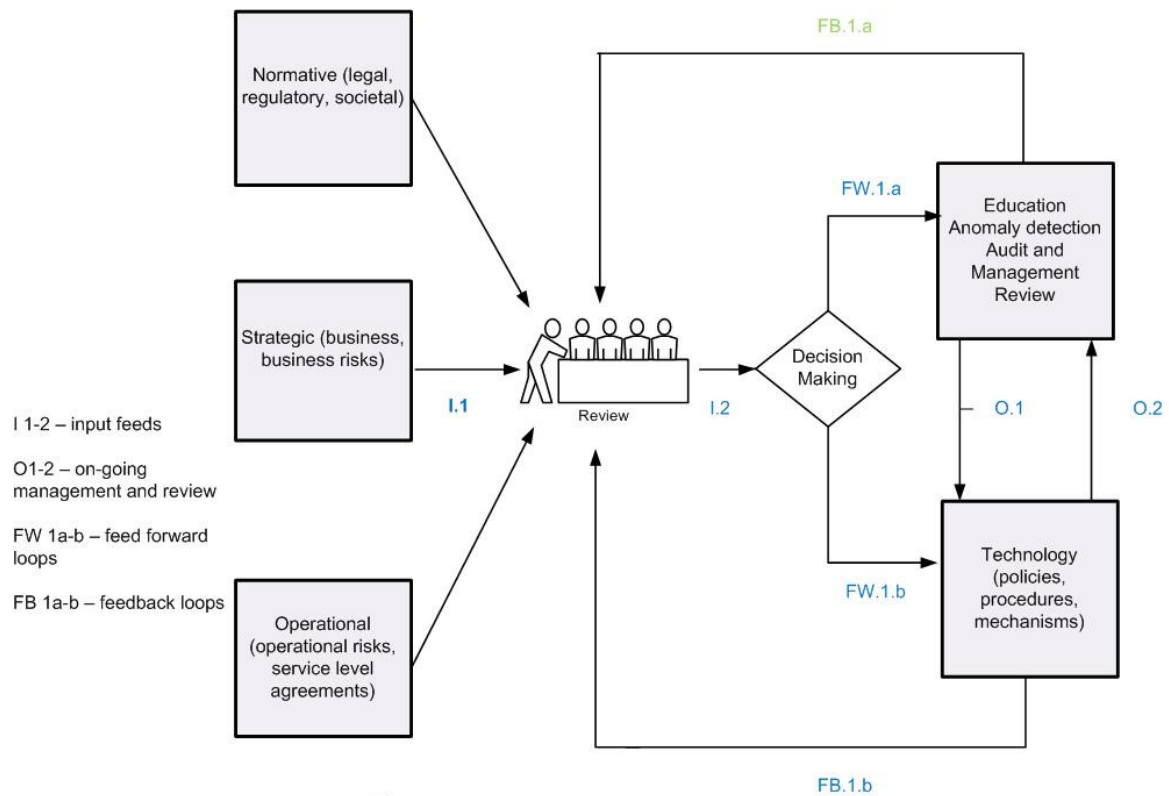 FB.1.a
Normative (legal,
regulatory, societal)
FW.1.a
Education
Anomaly detection
Audit and
Management
Review
Strategic (business,
business risks)
Decision
Making
I.1
Review
I.2
O.1
O.2
I 1-2 – input feeds
O1-2 – on-going
management and review
FW 1a-b – feed forward
loops
FB 1a-b – feedback loops
Technology
(policies,
procedures,
mechanisms)
FW.1.b
Operational
(operational risks,
service level
agreements)
FB.1.b